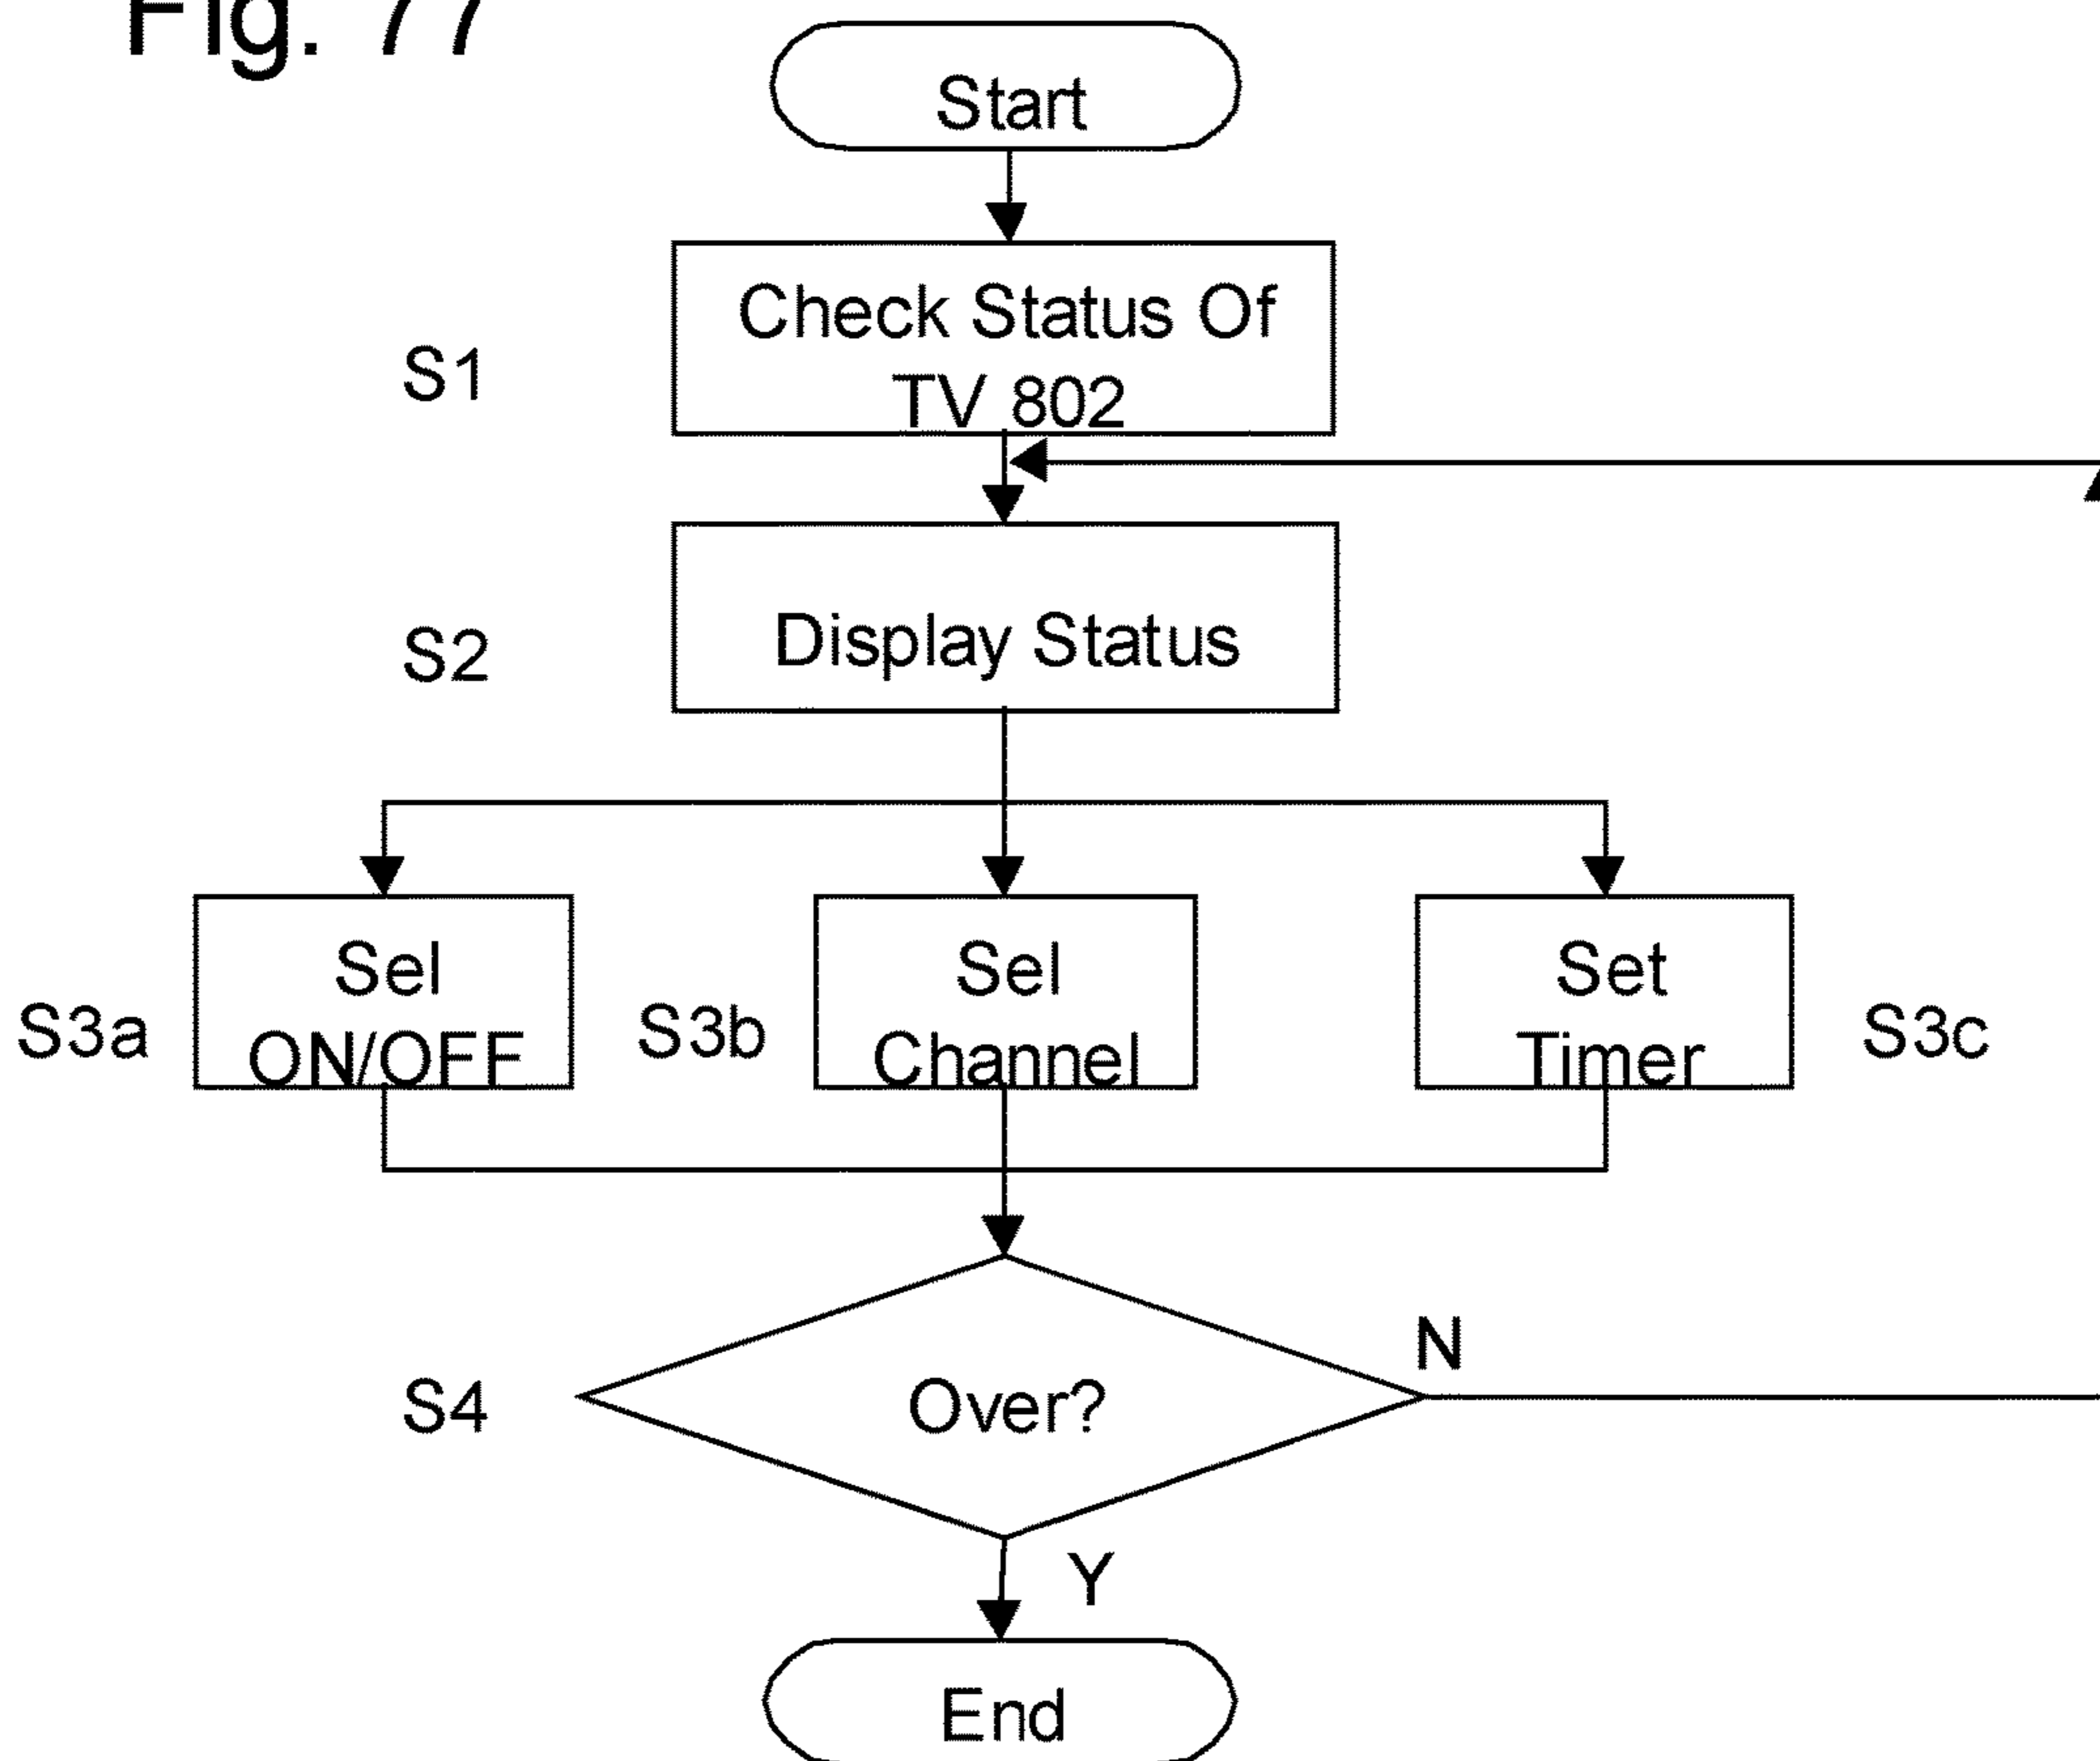 Fig. 77
Start
S1
Check Status Of
TV 802
S2
Display Status
S3a
Sel
ON/OFF
S3b
Sel
Channel
Set
Timer
S3c
S4
Over?
N
Y
End